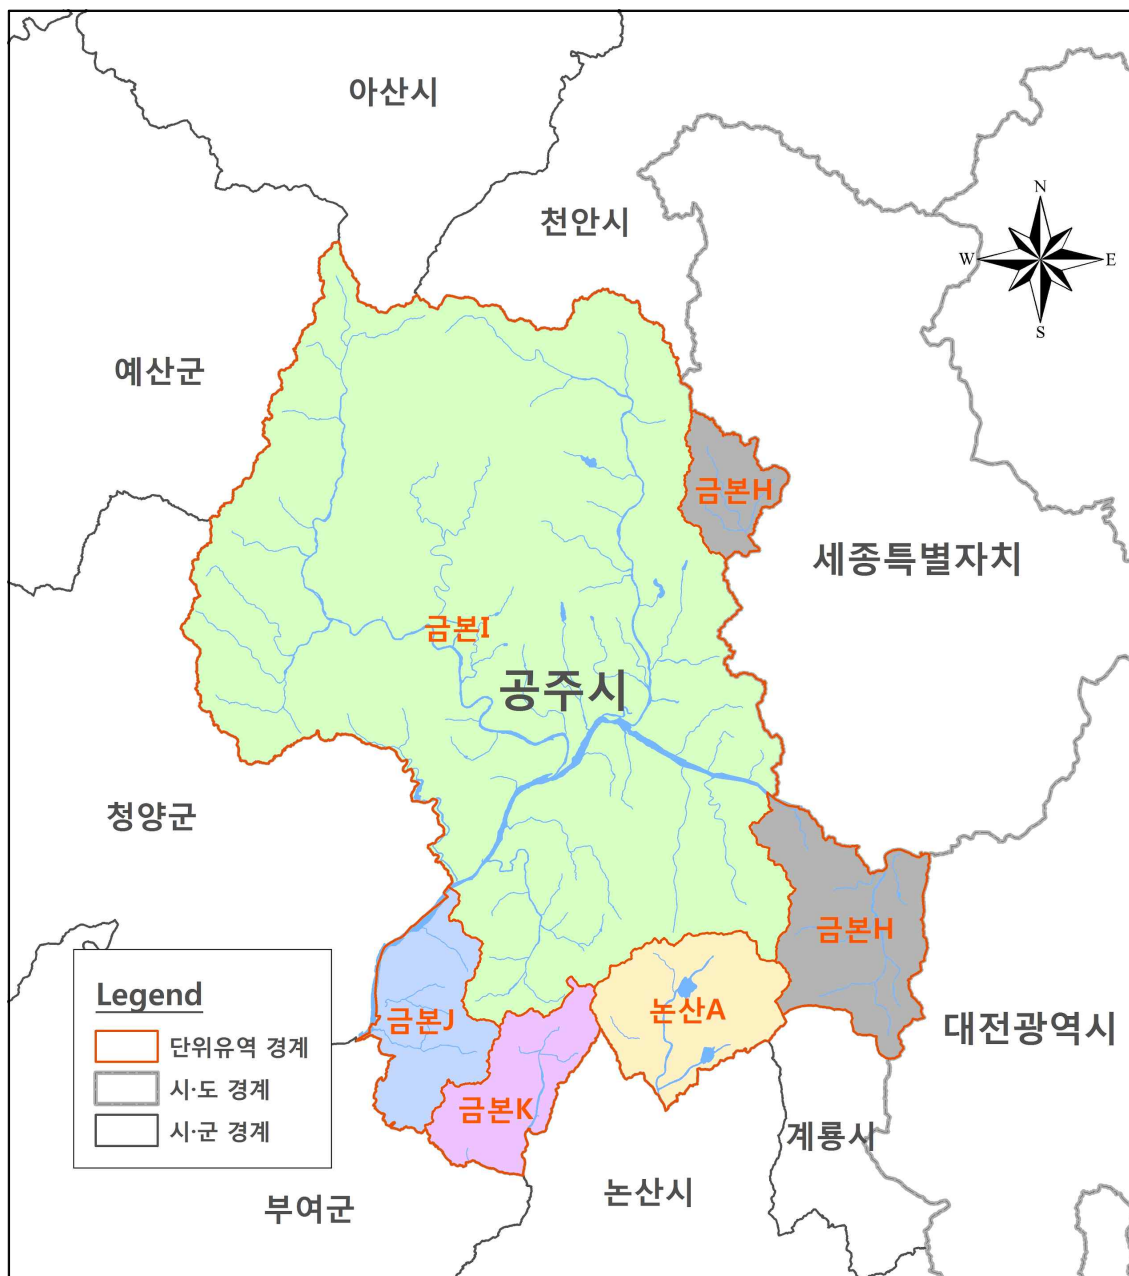 아산시
천안시
N
W
E
S
예산군
금본H
세종특별자치
금본I
공주시
청양군
금본H
Legend
단위유역 경계
시·도 경계
시·군 경계
금본J
논산A
대전광역시
금본K
계룡시
논산시
부여군